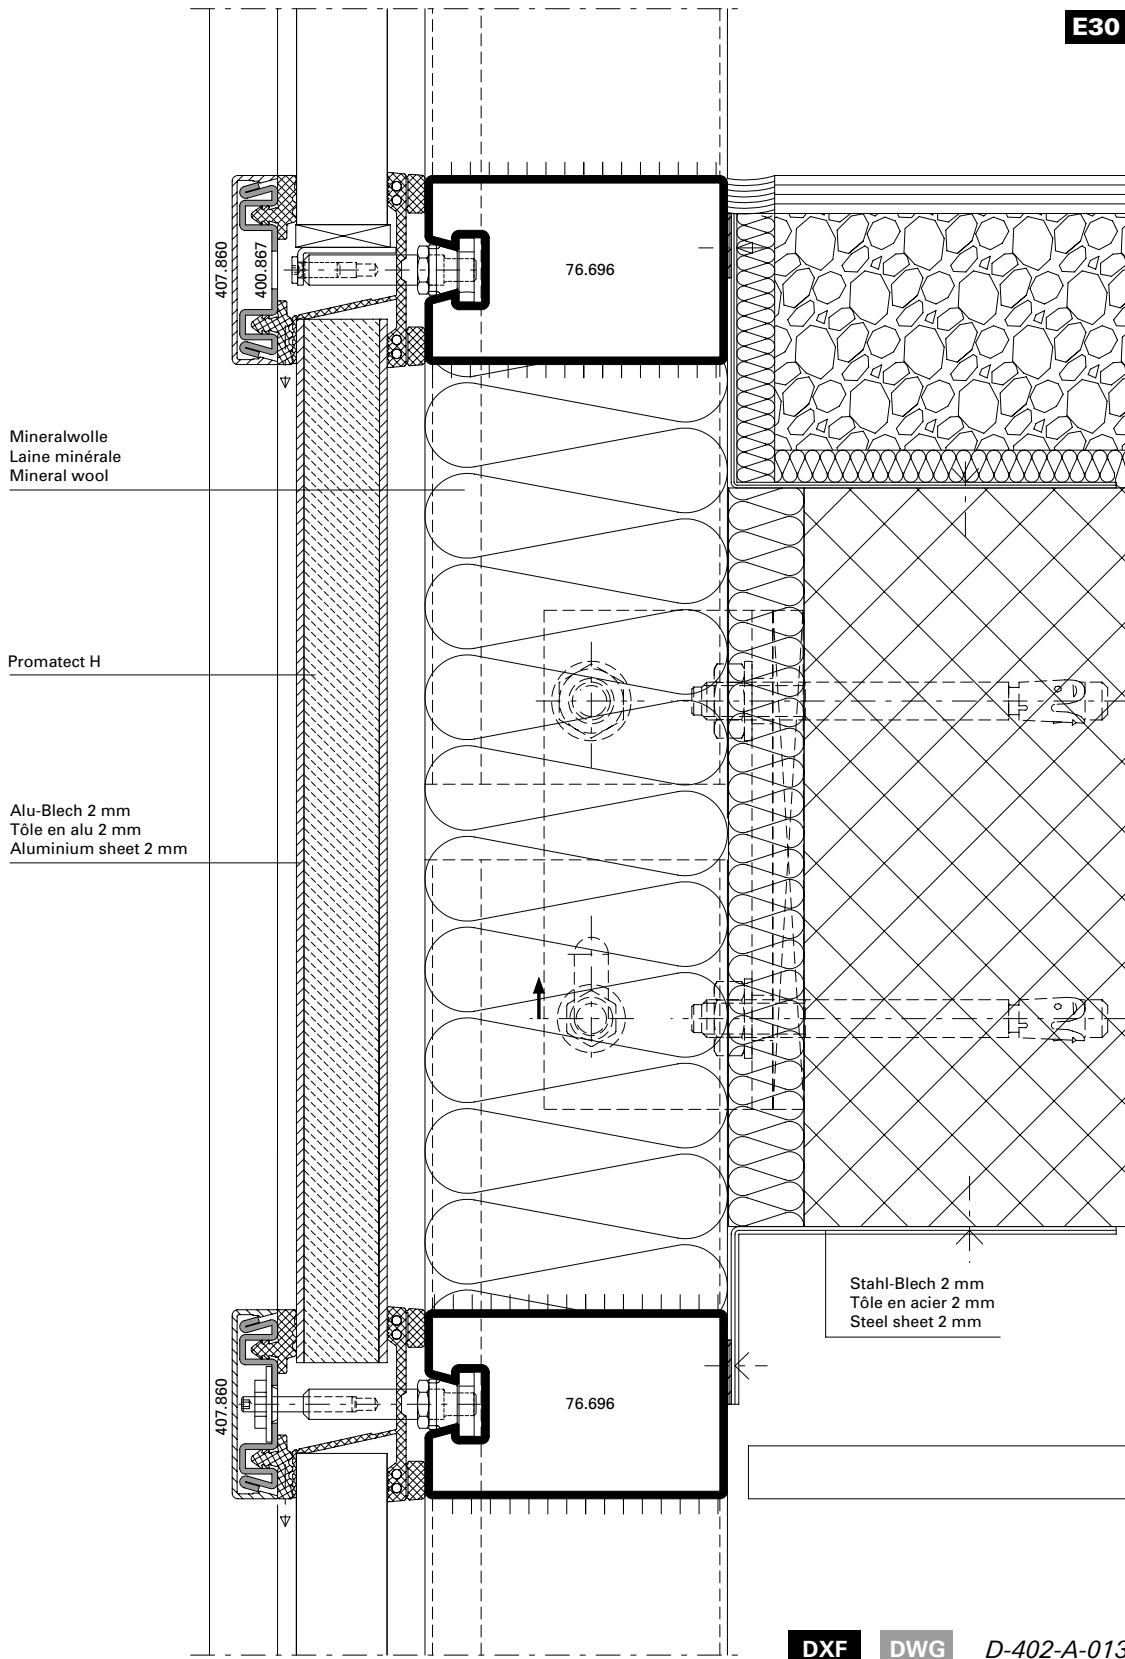 E30
407.860
400.867
76.696
Mineralwolle
Laine minérale
Mineral wool
Promatect H
Alu-Blech 2 mm
Tôle en alu 2 mm
Aluminium sheet 2 mm
Stahl-Blech 2 mm
Tôle en acier 2 mm
Steel sheet 2 mm
407.860
76.696
DXF DWG D-402-A-013